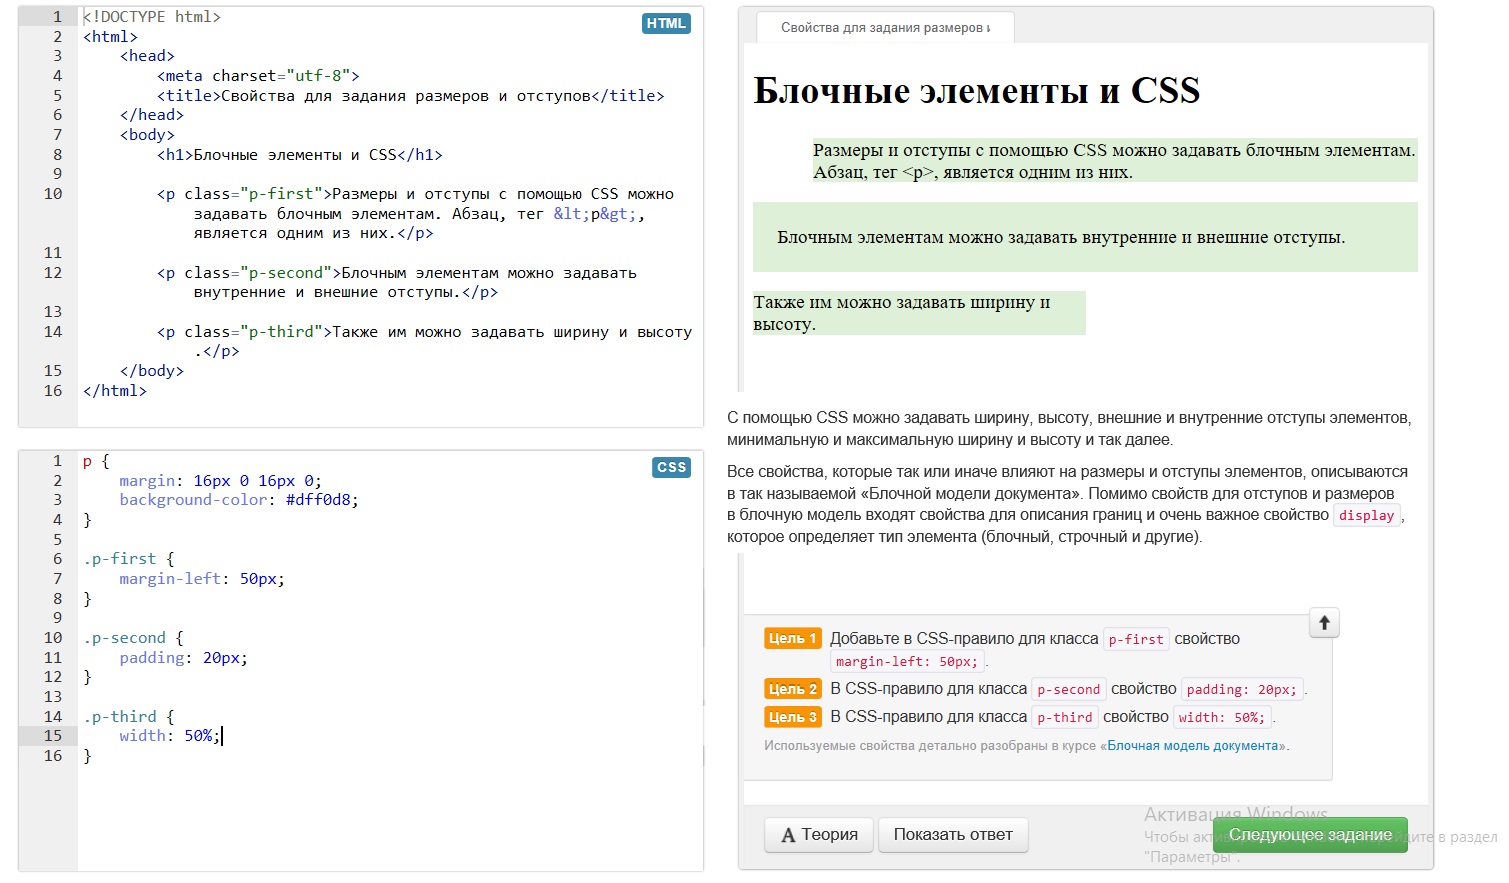 1 <!DOCTYPE html>
HTML
2 <html>
3 <head>
4 <meta charset="utf-8">
5 <title>Свойства для задания размеров и отступов</title>
6 </head>
7 <body>
8 <h1>Блочные элементы и CSS</h1>
9
10 <p class="p-first">Размеры и отступы с помощью CSS можно
задавать блочным элементам. Абзац, тег &lt;p&gt;,
является одним из них.</p>
11
12 <p class="p-second">Блочным элементам можно задавать
внутренние и внешние отступы.</p>
13
14 <p class="p-third">Также им можно задавать ширину и высоту
.</p>
15 </body>
16 </html>
1 p {
CSS
2 margin: 16px 0 16px 0;
3 background-color: #dff0d8;
4 }
5
6 .p-first {
7 margin-left: 50px;
8 }
9
10 .p-second {
11 padding: 20px;
12 }
13
14 .p-third {
15 width: 50%;
16 }
Свойства для задания размеров и
Блочные элементы и CSS
Размеры и отступы с помощью CSS можно задавать блочным элементам.
Абзац, тег <p>, является одним из них.
Блочным элементам можно задавать внутренние и внешние отступы.
Также им можно задавать ширину и
высоту.
С помощью CSS можно задавать ширину, высоту, внешние и внутренние отступы элементов,
минимальную и максимальную ширину и высоту и так далее.
Все свойства, которые так или иначе влияют на размеры и отступы элементов, описываются
в так называемой «Блочной модели документа». Помимо свойств для отступов и размеров
в блочную модель входят свойства для описания границ и очень важное свойство display,
которое определяет тип элемента (блочный, строчный и другие).
Цель 1 Добавьте в CSS-правило для класса p-first свойство
margin-left: 50px; .
Цель 2 В CSS-правило для класса p-second свойство padding: 20px; .
Цель 3 В CSS-правило для класса p-third свойство width: 50%; .
Используемые свойства детально разобраны в курсе «Блочная модель документа».
A Теория
Показать ответ
Следующее задание
Активация Windows
Чтобы в раздел
"Параметры".